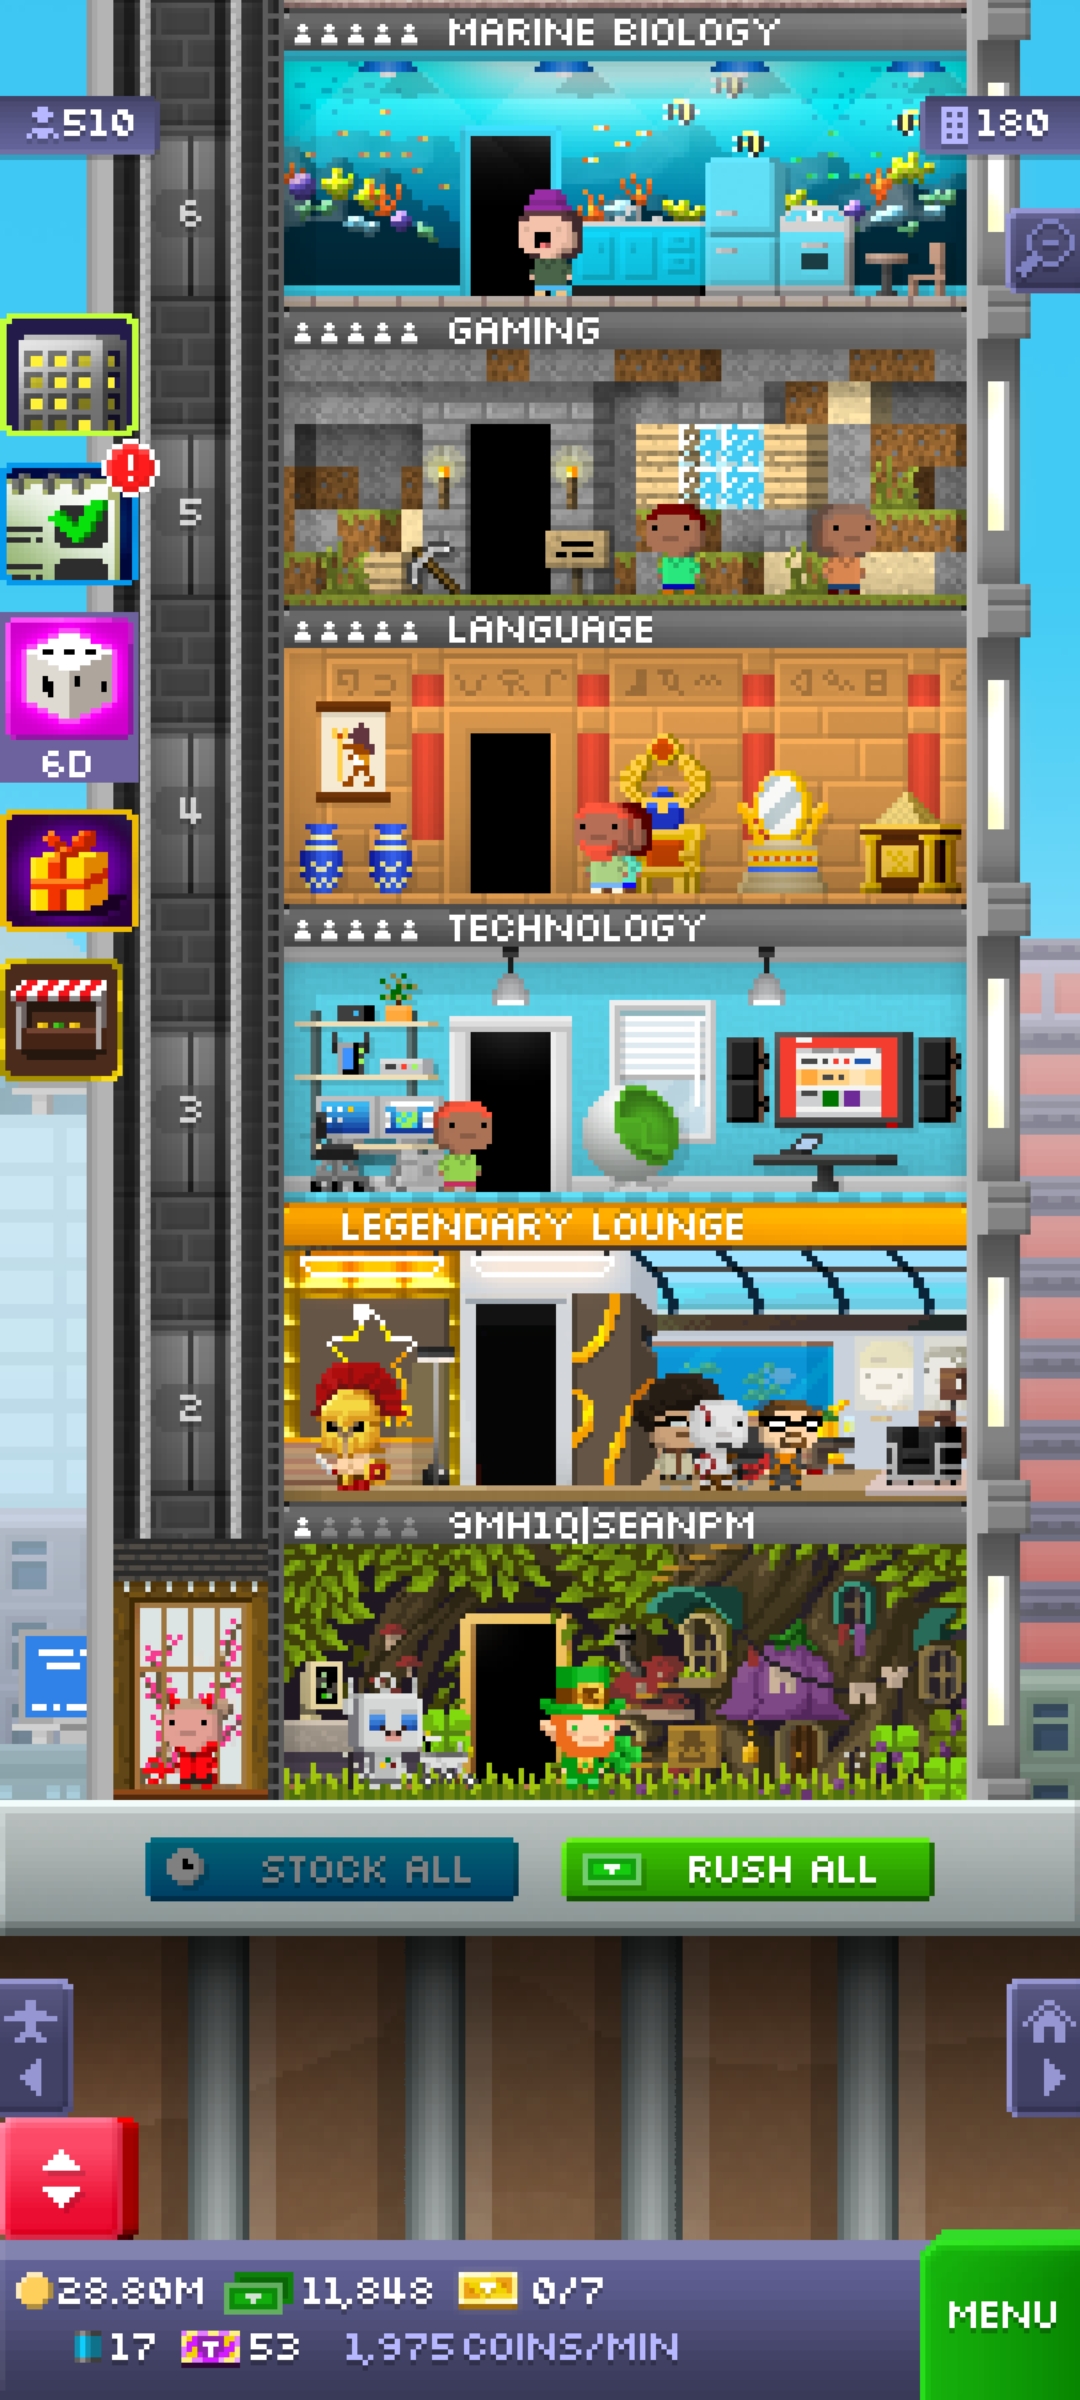 MARINE BIOLOGY
510
180
6
GAMING
5
LANGUAGE
6D
4
TECHNOLOGY
3
LEGENDARY LOUNGE
2
9MH1Q|SEANPM
STOCK ALL
RUSH ALL
28.80M 11,848 0/7
MENU
17 53 1,975 COINS/MIN